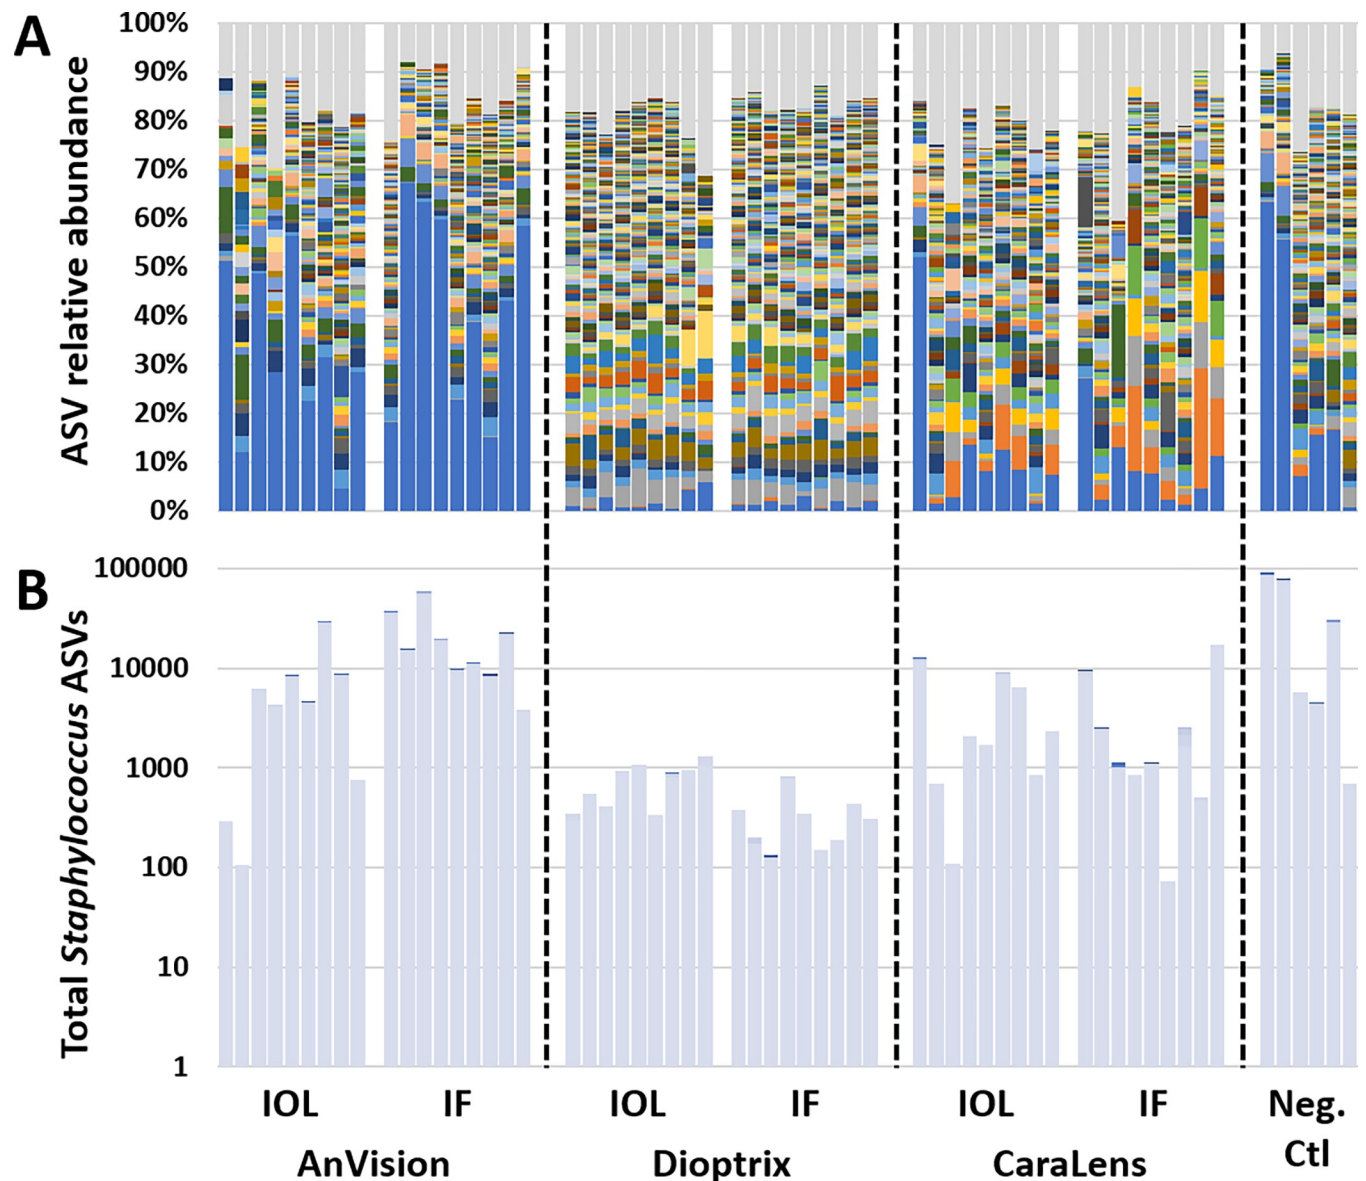 A
ASV relative abundance
100%
90%
80%
70%
60%
50%
40%
30%
20%
10%
0%
B
Total Staphylococcus ASVs
100000
10000
1000
100
10
1
IOL IF IOL IF IOL IF Neg.
Ctl
AnVision Dioptrix CaraLens